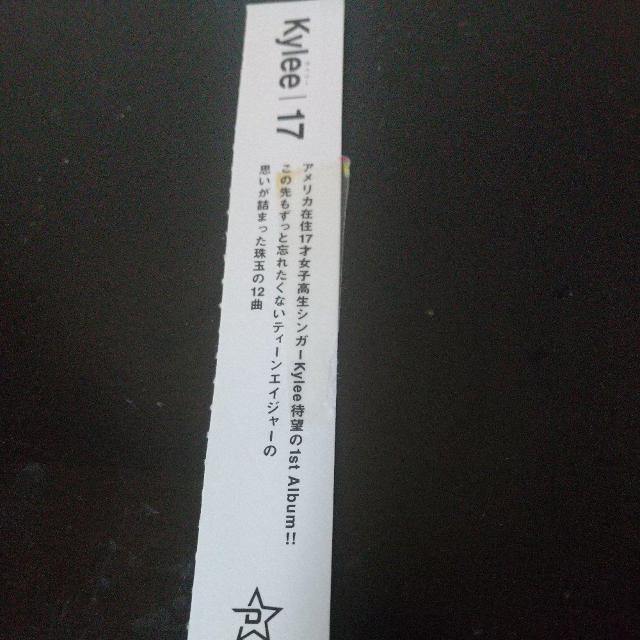 Kylee | 17
アメリカ在住17才女子高生シンガーKylee待望の1st Album!!
この先もずっと忘れたくないティーンエイジャーの
思いが詰まった珠玉の12曲